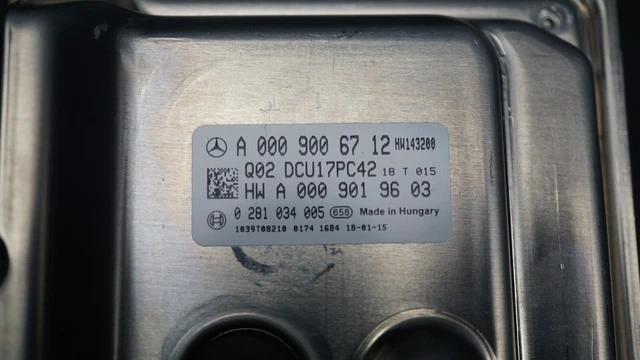 A 000 900 67 12 HW143200
Q02 DCU17PC42 18 T 015
HW A 000 901 96 03
0 281 034 005 658 Made in Hungary
1039T08210 0174 1684 18-01-15